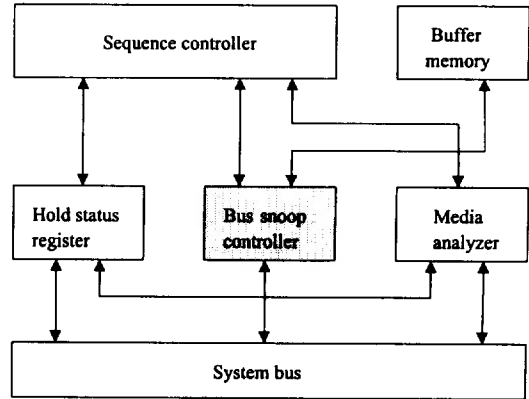 Sequence controller
Buffer
memory
Hold status
register
Bus snoop
controller
Media
analyzer
System bus